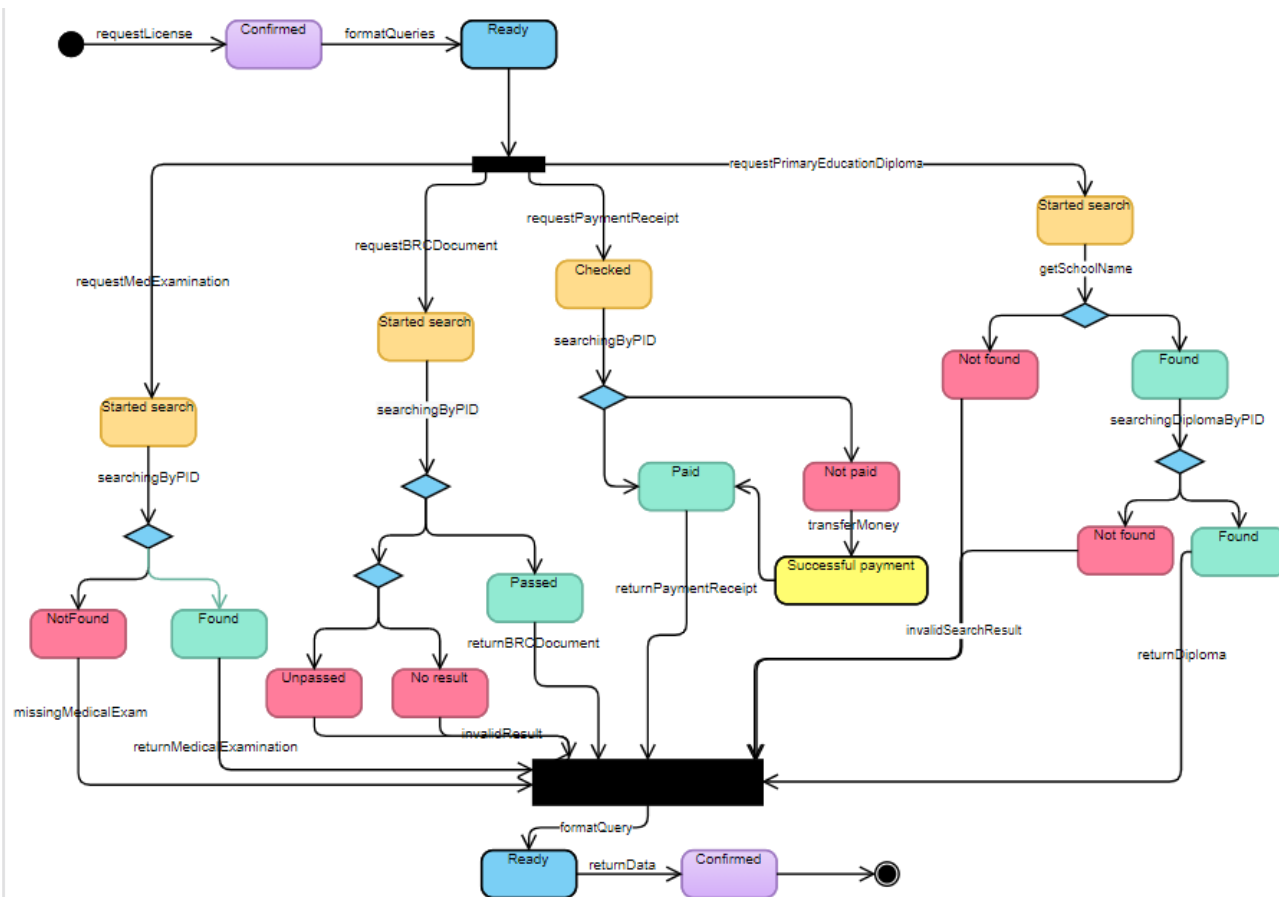 requestLicense
Confirmed
formatQueries
Ready
requestPrimaryEducationDiploma
Started search
requestPaymentReceipt
requestBRCDocument
getSchoolName
Checked
requestMedExamination
Started search
searchingByPID
Not found
Found
Started search
searchingByPID
searchingDiplomaByPID
searchingByPID
Paid
Not paid
transferMoney
Not found
Found
Successful payment
Passed
returnPaymentReceipt
NotFound
Found
invalidSearchResult
returnBRCDocument
returnDiploma
Unpassed
No result
missingMedicalExam
invalidResult
returnMedicalExamination
formatQuery
Ready
returnData
Confirmed